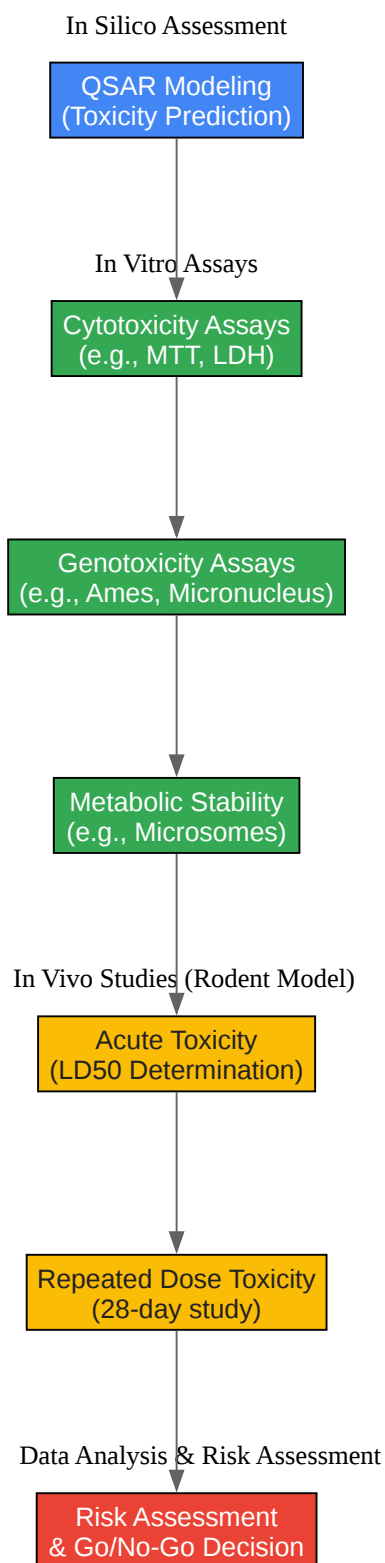 In Silico Assessment
QSAR Modeling
(Toxicity Prediction)
In Vitro Assays
Cytotoxicity Assays
(e.g., MTT, LDH)
Genotoxicity Assays
(e.g., Ames, Micronucleus)
Metabolic Stability
(e.g., Microsomes)
In Vivo Studies (Rodent Model)
Acute Toxicity
(LD50 Determination)
Repeated Dose Toxicity
(28-day study)
Data Analysis & Risk Assessment
Risk Assessment
& Go/No-Go Decision